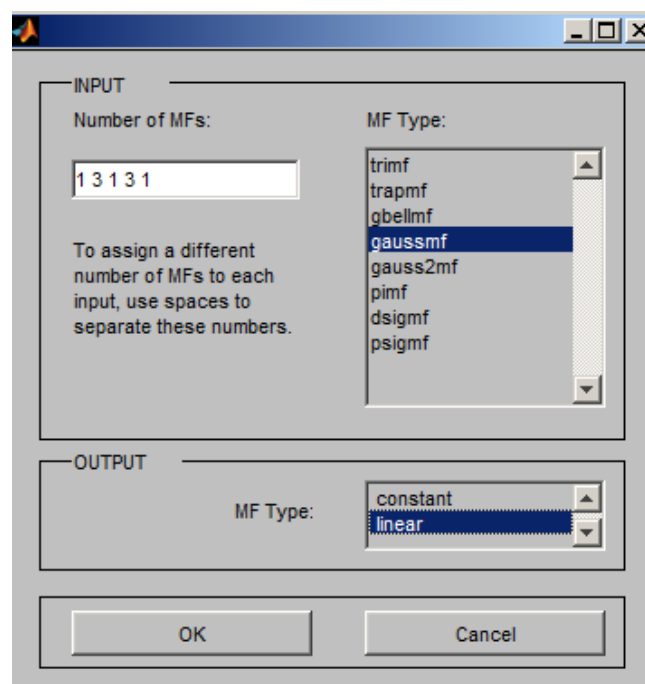 INPUT
Number of MFs:
1 3 1 3 1
To assign a different
number of MFs to each
input, use spaces to
separate these numbers.
MF Type:
trimf
trapmf
gbellmf
gaussmf
gauss2mf
pimf
dsigmf
psigmf
OUTPUT
MF Type:
constant
linear
OK
Cancel